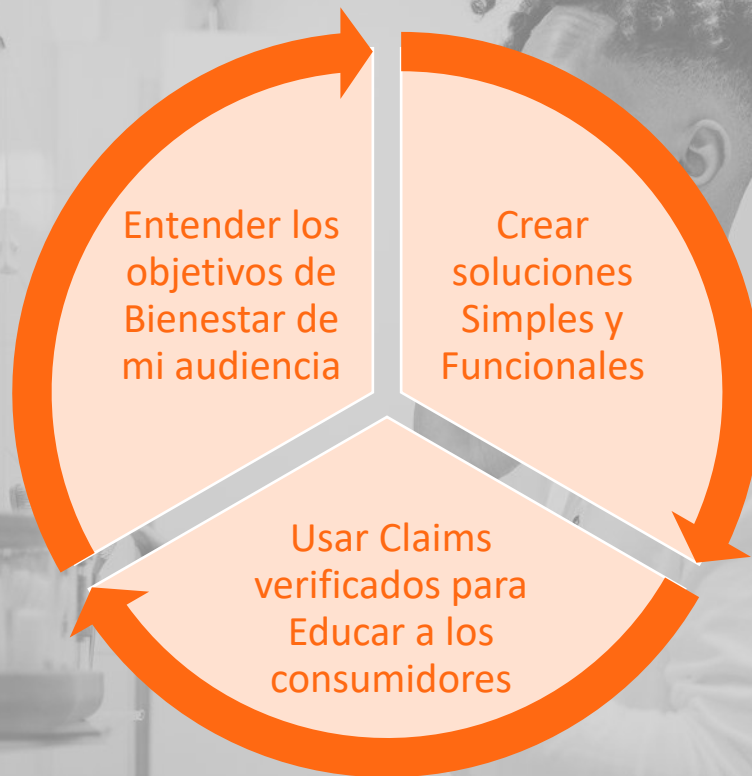 Entender los
objetivos de
Bienestar de
mi audiencia
Crear
soluciones
Simples y
Funcionales
Usar Claims
verificados para
Educar a los
consumidores